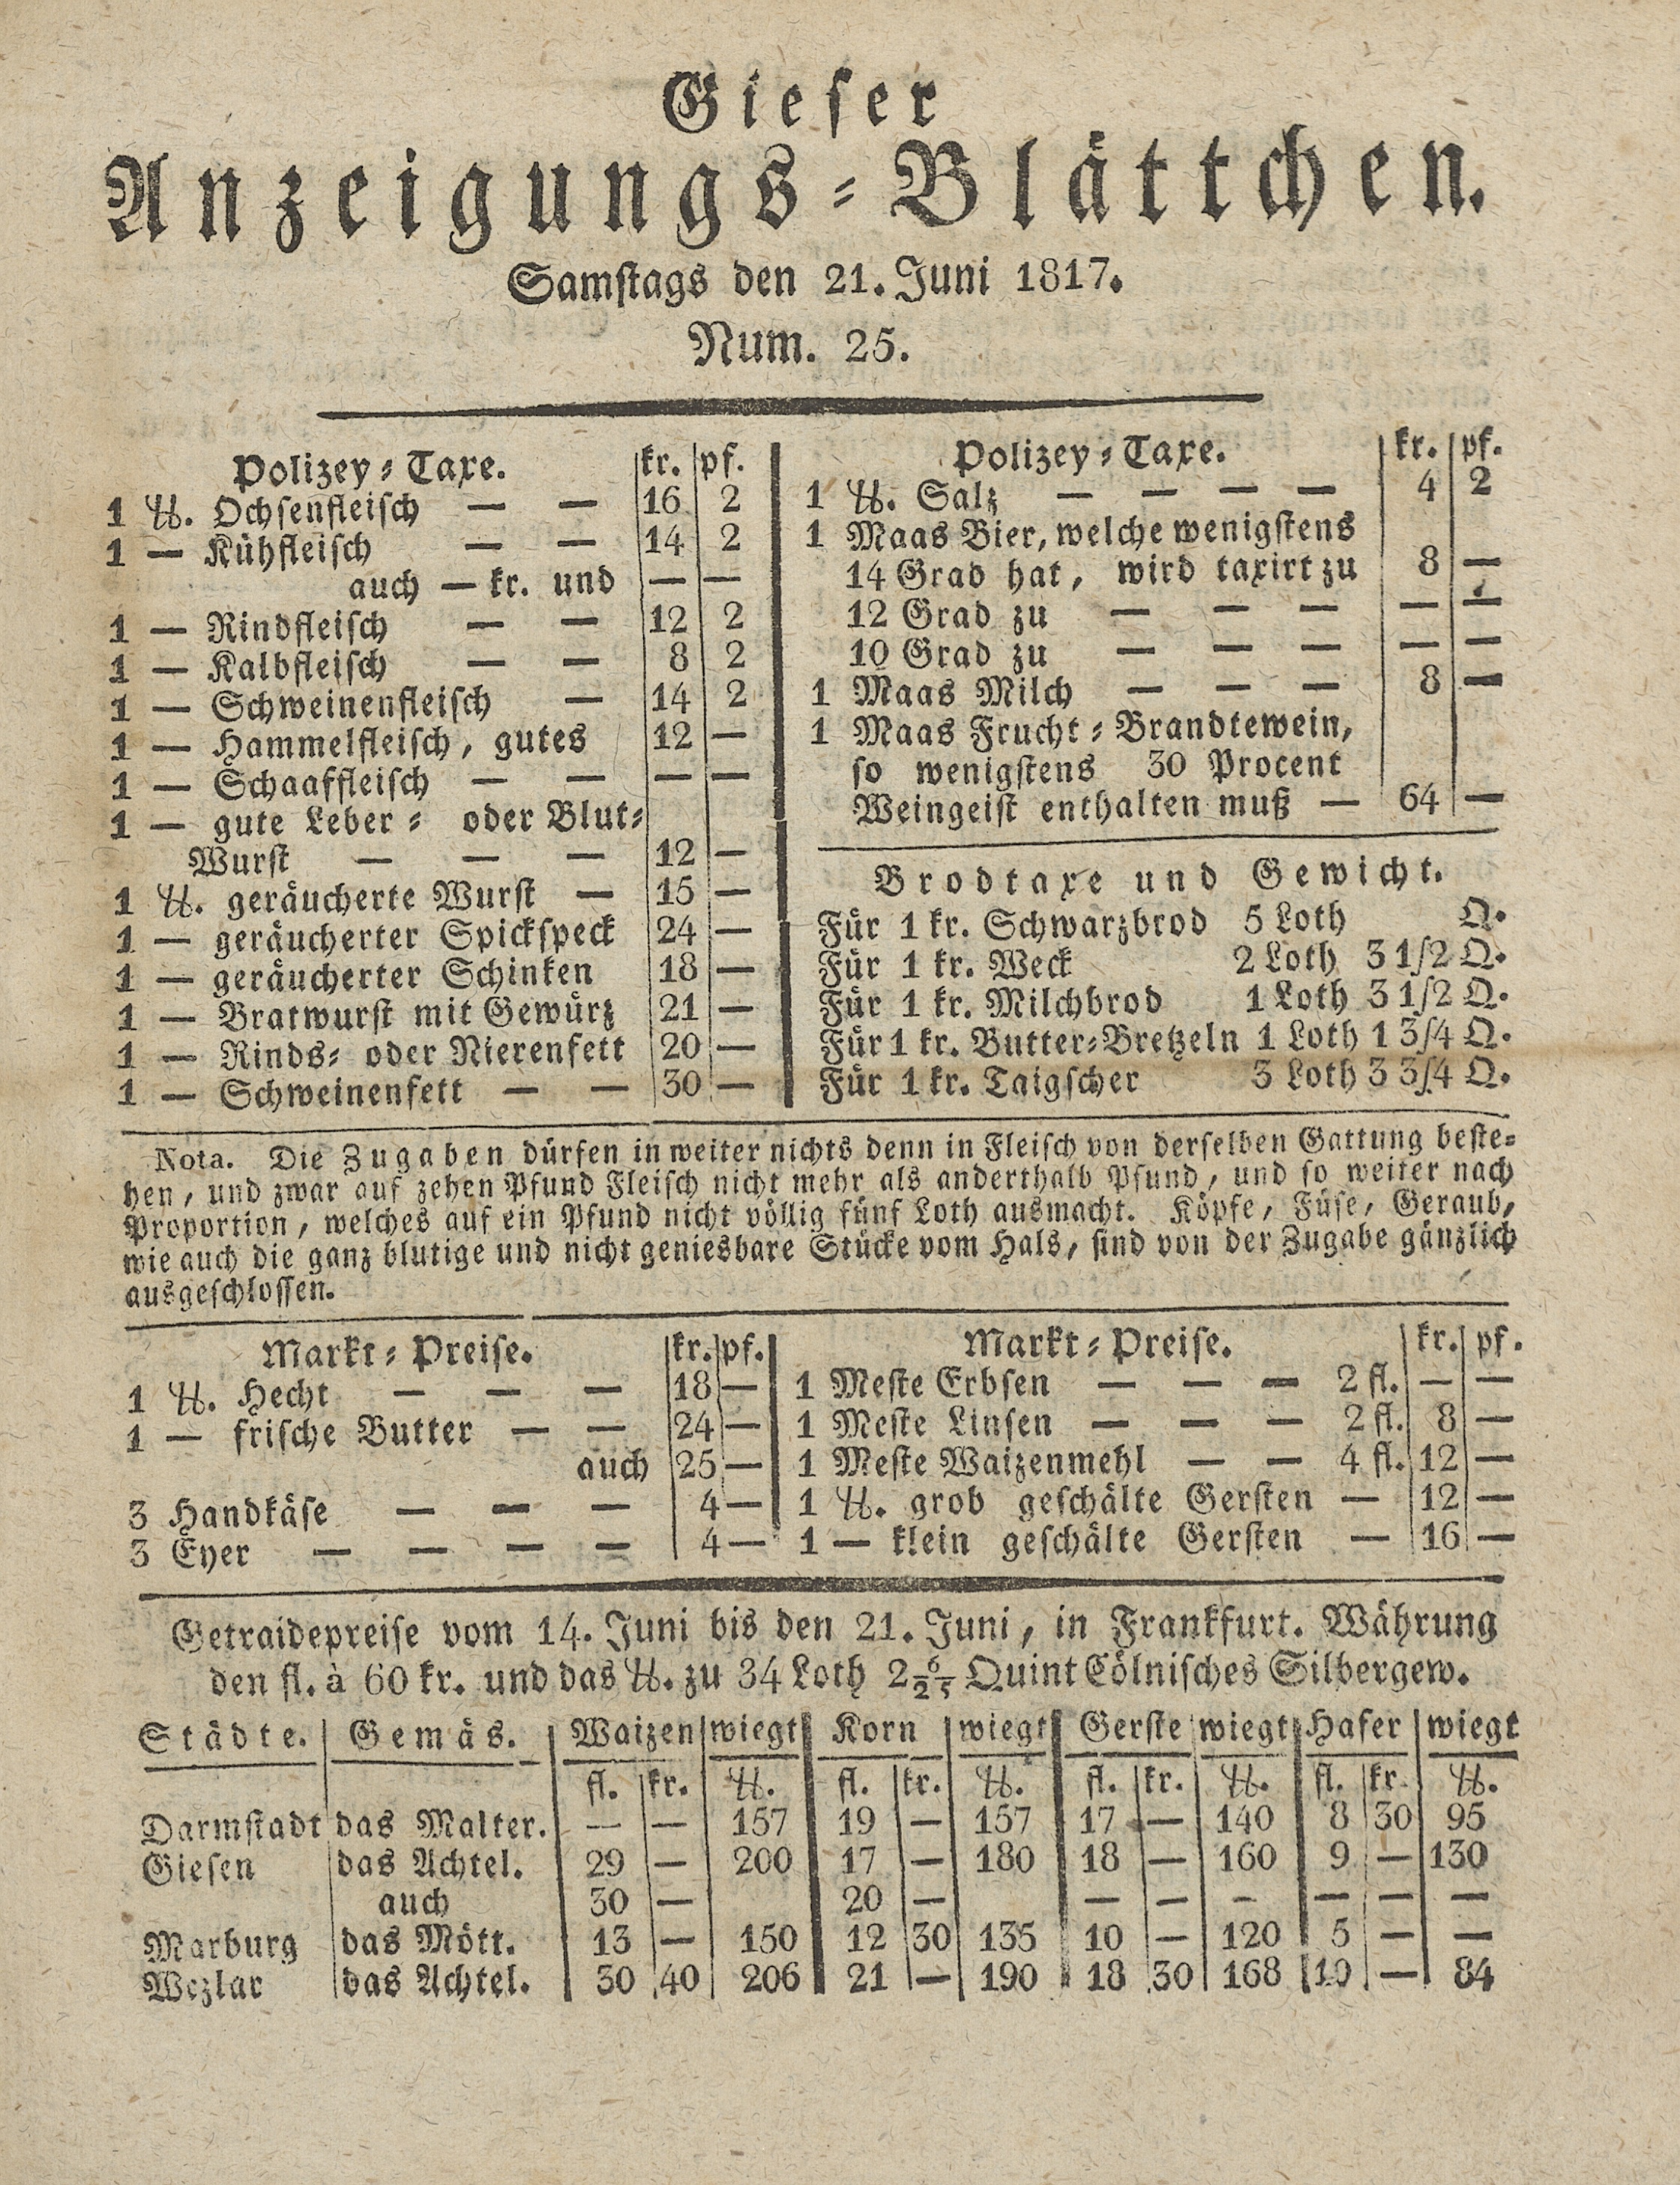 Gieser
Anzeigungs-Blättchen.
Samstags den 21. Juni 1817.
Num. 25.
Polizey-Taxe. kr. pf.
1 ℔. Ochsenfleisch — — 16 2
1 — Kühfleisch — — 14 2
auch — kr. und — —
1 — Rindfleisch — — 12 2
1 — Kalbfleisch — — 8 2
1 — Schweinenfleisch — 14 2
1 — Hammelfleisch, gutes 12 —
1 — Schaaffleisch — — — —
1 — gute Leber- oder Blut-
Wurst — — — 12 —
1 ℔. geräucherte Wurst — 15 —
1 — geräucherter Spickspeck 24 —
1 — geräucherter Schinken 18 —
1 — Bratwurst mit Gewürz 21 —
1 — Rinds- oder Nierenfett 20 —
1 — Schweinenfett — — 30 —
Polizey-Taxe. kr. pf.
1 ℔. Salz — — — — 4 2
1 Maas Bier, welche wenigstens
14 Grad hat, wird taxirt zu 8 —
12 Grad zu — — — — —
10 Grad zu — — — — —
1 Maas Milch — — — 8 —
1 Maas Frucht-Brandtewein,
so wenigstens 30 Procent
Weingeist enthalten muß — 64 —
Brodtaxe und Gewicht.
Für 1 kr. Schwarzbrod 5 Loth Q.
Für 1 kr. Weck 2 Loth 3 1/2 Q.
Für 1 kr. Milchbrod 1 Loth 3 1/2 Q.
Für 1 kr. Butter-Bretzeln 1 Loth 1 3/4 Q.
Für 1 kr. Taigscher 3 Loth 3 3/4 Q.
Nota. Die Zugaben dürfen in weiter nichts denn in Fleisch von derselben Gattung beste-
hen, und zwar auf zehen Pfund Fleisch nicht mehr als anderthalb Pfund, und so weiter nach
Proportion, welches auf ein Pfund nicht völlig fünf Loth ausmacht. Köpfe, Füse, Geraub,
wie auch die ganz blutige und nicht geniesbare Stücke vom Hals, sind von der Zugabe gänzlich
ausgeschlossen.
Markt-Preise. kr. pf.
1 ℔. Hecht — — — 18 —
1 — frische Butter — — 24 —
auch 25 —
3 Handkäse — — — 4 —
3 Eyer — — — — 4 —
Markt-Preise. kr. pf.
1 Meste Erbsen — — — 2 fl. — —
1 Meste Linsen — — — 2 fl. 8 —
1 Meste Waizenmehl — — 4 fl. 12 —
1 ℔. grob geschälte Gersten — 12 —
1 — klein geschälte Gersten — 16 —
Getraidepreise vom 14. Juni bis den 21. Juni, in Frankfurt. Währung
den fl. à 60 kr. und das ℔. zu 34 Loth 2 6/25 Quint Cölnisches Silbergew.
Städte. Gemäs. Waizen wiegt Korn wiegt Gerste wiegt Hafer wiegt
fl. kr. ℔. fl. kr. ℔. fl. kr. ℔. fl. kr. ℔.
Darmstadt das Malter. — — 157 19 — 157 17 — 140 8 30 95
Giesen das Achtel. 29 — 200 17 — 180 18 — 160 9 — 130
auch 30 — 20 — — — — — — —
Marburg das Mött. 13 — 150 12 30 135 10 — 120 5 — —
Wezlar das Achtel. 30 40 206 21 — 190 18 30 168 10 — 84